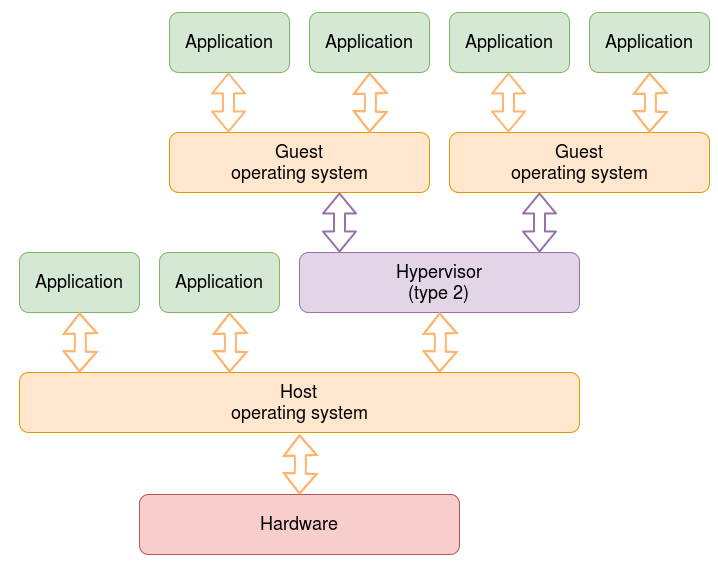 Application
Application
Application
Application
Guest
operating system
Guest
operating system
Application
Application
Hypervisor
(type 2)
Host
operating system
Hardware